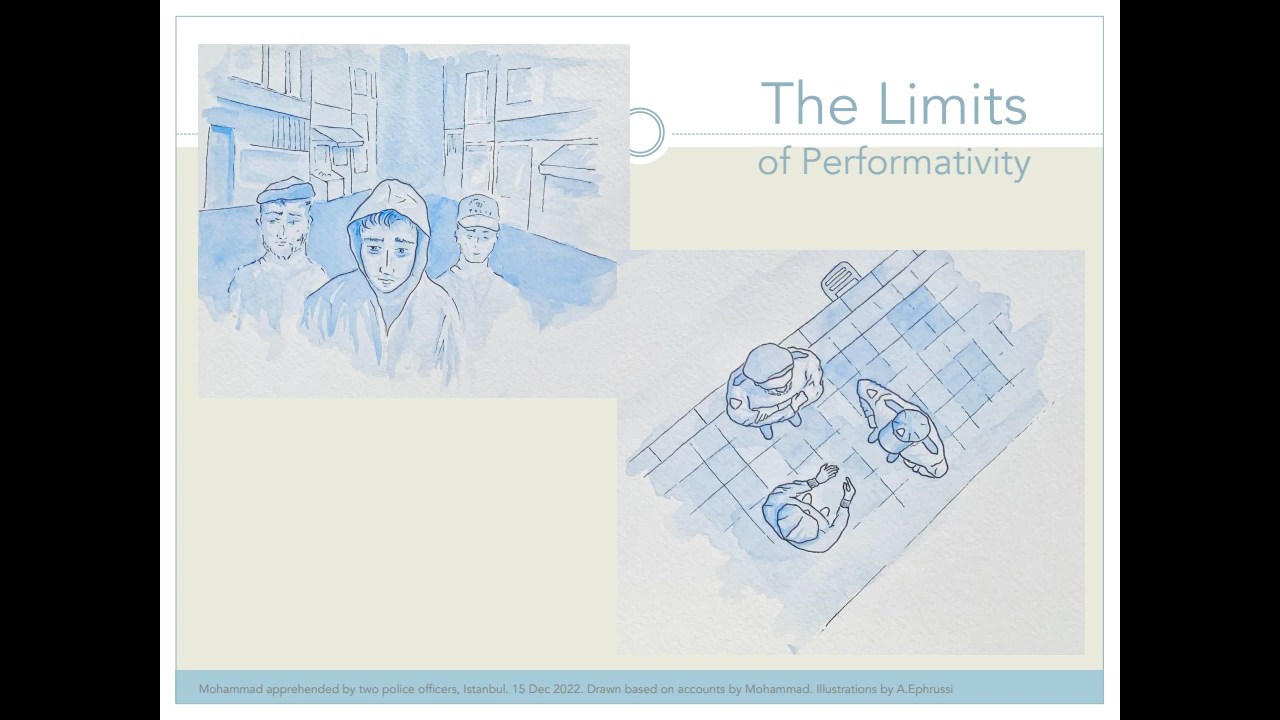 The Limits
of Performativity
Mohammad apprehended by two police officers, Istanbul. 15 Dec 2022. Drawn based on accounts by Mohammad. Illustrations by A.Ephrussi